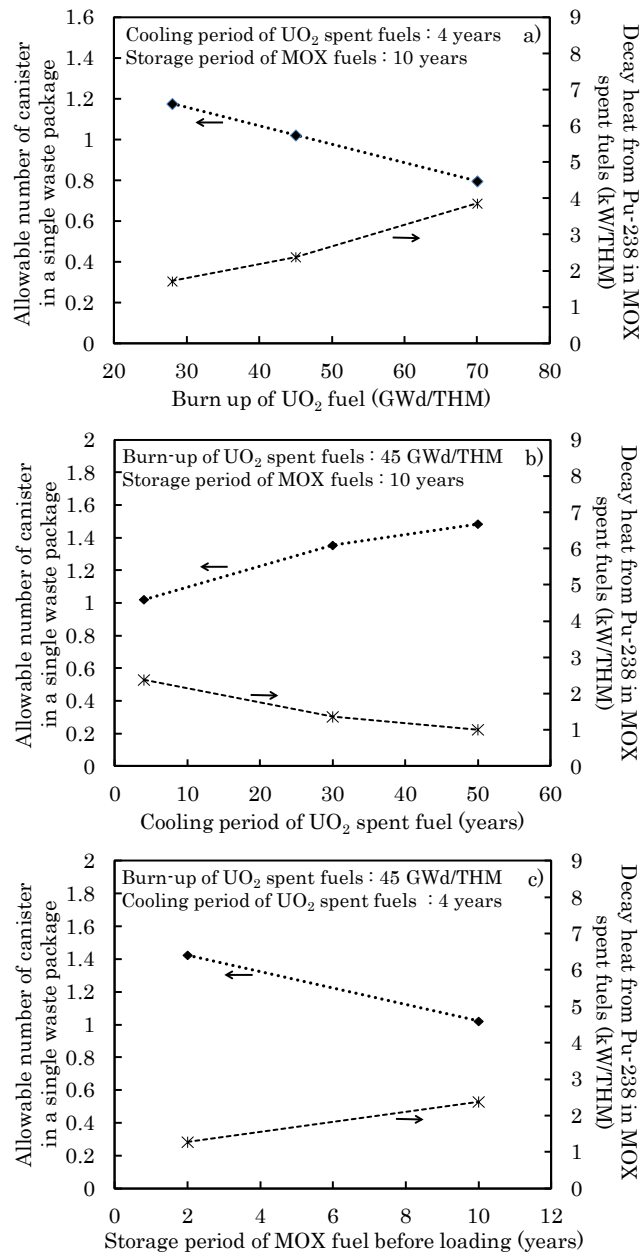 Cooling period of UO2 spent fuels : 4 years
Storage period of MOX fuels : 10 years
a)
Allowable number of canister
in a single waste package
1.6
1.4
1.2
1
0.8
0.6
0.4
0.2
0
9
8
7
6
5
4
3
2
1
0
Decay heat from Pu-238 in MOX
spent fuels (kW/THM)
20 30 40 50 60 70 80
Burn up of UO2 fuel (GWd/THM)
Burn-up of UO2 spent fuels : 45 GWd/THM
Storage period of MOX fuels : 10 years
b)
Allowable number of canister
in a single waste package
2
1.8
1.6
1.4
1.2
1
0.8
0.6
0.4
0.2
0
9
8
7
6
5
4
3
2
1
0
Decay heat from Pu-238 in MOX
spent fuels (kW/THM)
0 10 20 30 40 50 60
Cooling period of UO2 spent fuel (years)
Burn-up of UO2 spent fuels : 45 GWd/THM
Cooling period of UO2 spent fuels : 4 years
c)
Allowable number of canister
in a single waste package
2
1.8
1.6
1.4
1.2
1
0.8
0.6
0.4
0.2
0
9
8
7
6
5
4
3
2
1
0
Decay heat from Pu-238 in MOX
spent fuels (kW/THM)
0 2 4 6 8 10 12
Storage period of MOX fuel before loading (years)